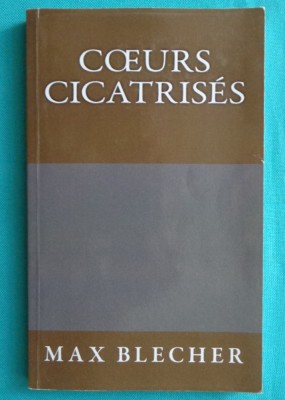 CŒURS
CICATRISÉS
MAX BLECHER